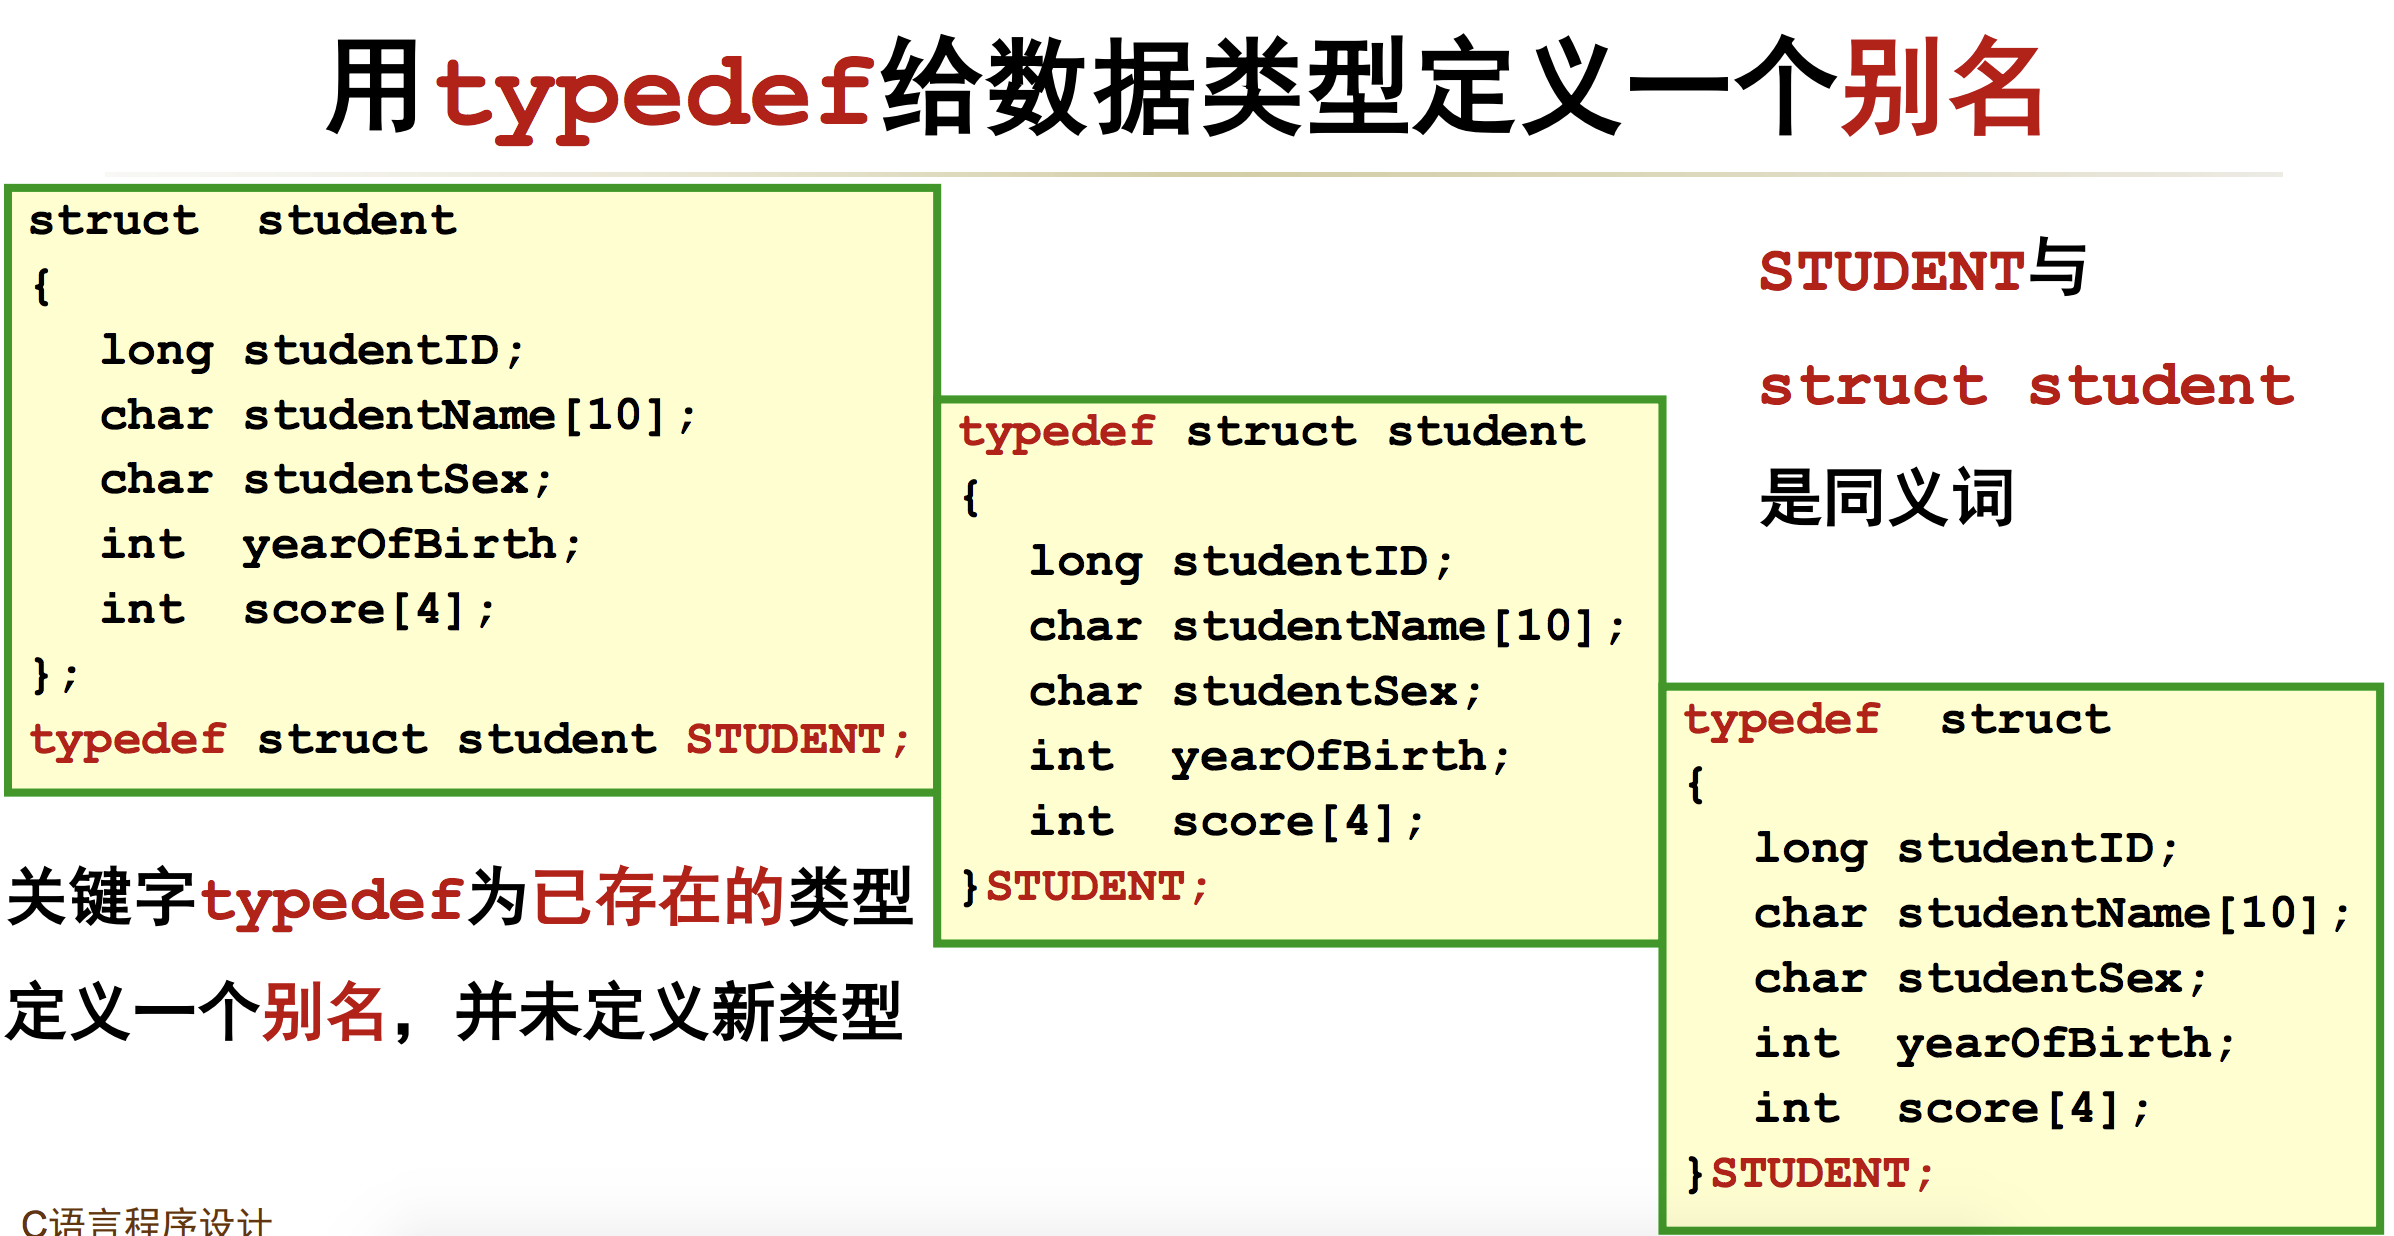 用typedef给数据类型定义一个别名
struct  student
{
long studentID;
char studentName[10];
char studentSex;
int  yearOfBirth;
int  score[4];
};
typedef struct student STUDENT;
关键字typedef为已存在的类型
定义一个别名，并未定义新类型
typedef struct student
{
long studentID;
char studentName[10];
char studentSex;
int  yearOfBirth;
int  score[4];
}STUDENT;
STUDENT与
struct student
是同义词
typedef  struct
{
long studentID;
char studentName[10];
char studentSex;
int  yearOfBirth;
int  score[4];
}STUDENT;
C语言程序设计